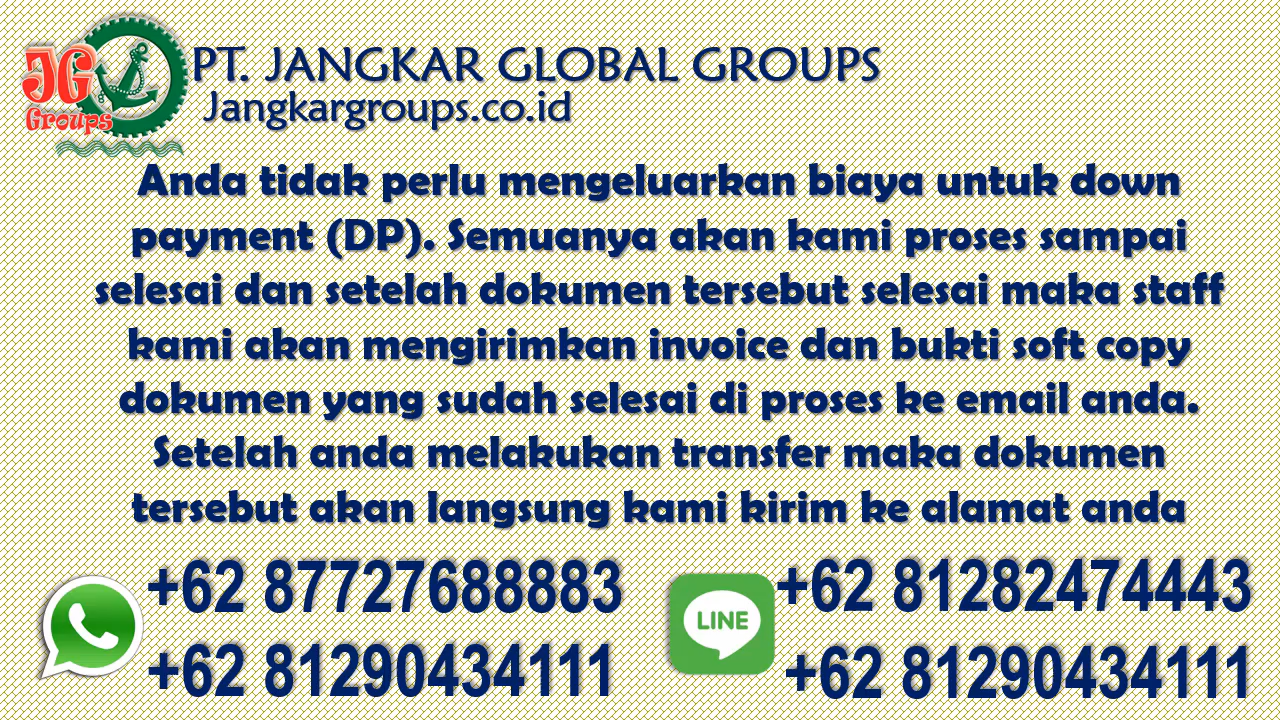 JG
Groups
PT. JANGKAR GLOBAL GROUPS
Jangkargroups.co.id
Anda tidak perlu mengeluarkan biaya untuk down
payment (DP). Semuanya akan kami proses sampai
selesai dan setelah dokumen tersebut selesai maka staff
kami akan mengirimkan invoice dan bukti soft copy
dokumen yang sudah selesai di proses ke email anda.
Setelah anda melakukan transfer maka dokumen
tersebut akan langsung kami kirim ke alamat anda
+62 87727688883
+62 81290434111
LINE
+62 81282474443
+62 81290434111